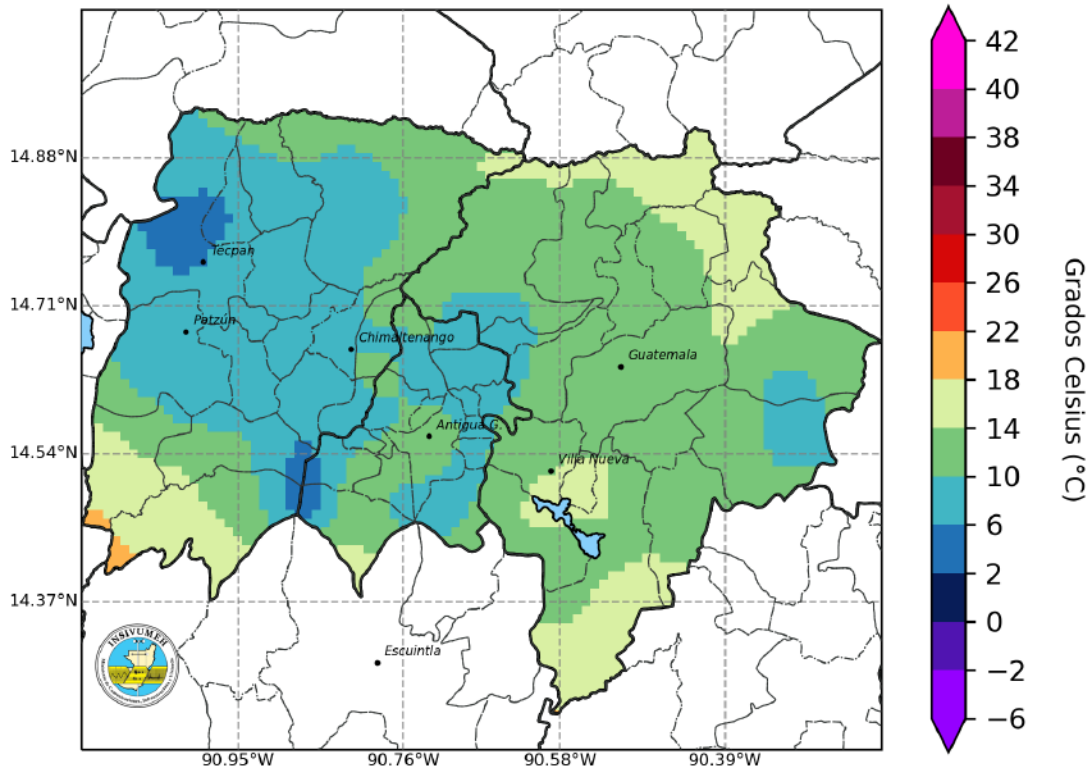 42
40
38
34
30
26
22
18
14
10
6
2
0
−2
−6
Grados Celsius (°C)
14.88°N
14.71°N
14.54°N
14.37°N
90.95°W
90.76°W
90.58°W
90.39°W
Tecpán
Patzún
Chimaltenango
Guatemala
Antigua G.
Villa Nueva
Escuintla
INSIVUMEH